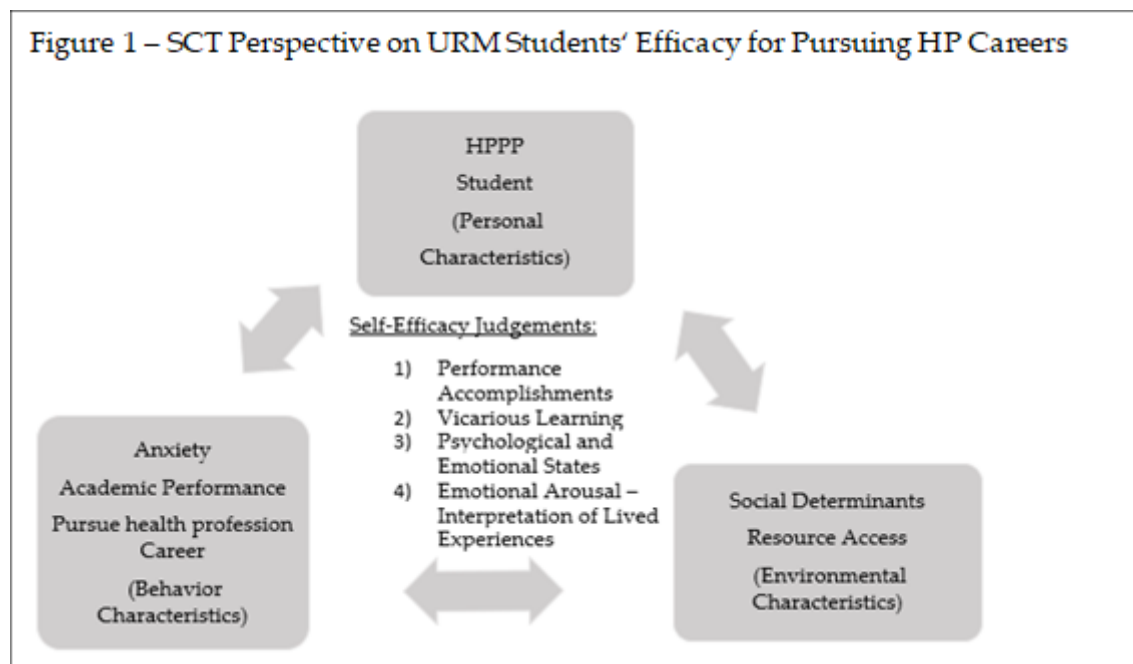 Figure 1 – SCT Perspective on URM Students‘ Efficacy for Pursuing HP Careers
HPPP
Student
(Personal
Characteristics)
Self-Efficacy Judgements:
1) Performance
Accomplishments
2) Vicarious Learning
3) Psychological and
Emotional States
4) Emotional Arousal –
Interpretation of Lived
Experiences
Anxiety
Academic Performance
Pursue health profession
Career
(Behavior
Characteristics)
Social Determinants
Resource Access
(Environmental
Characteristics)